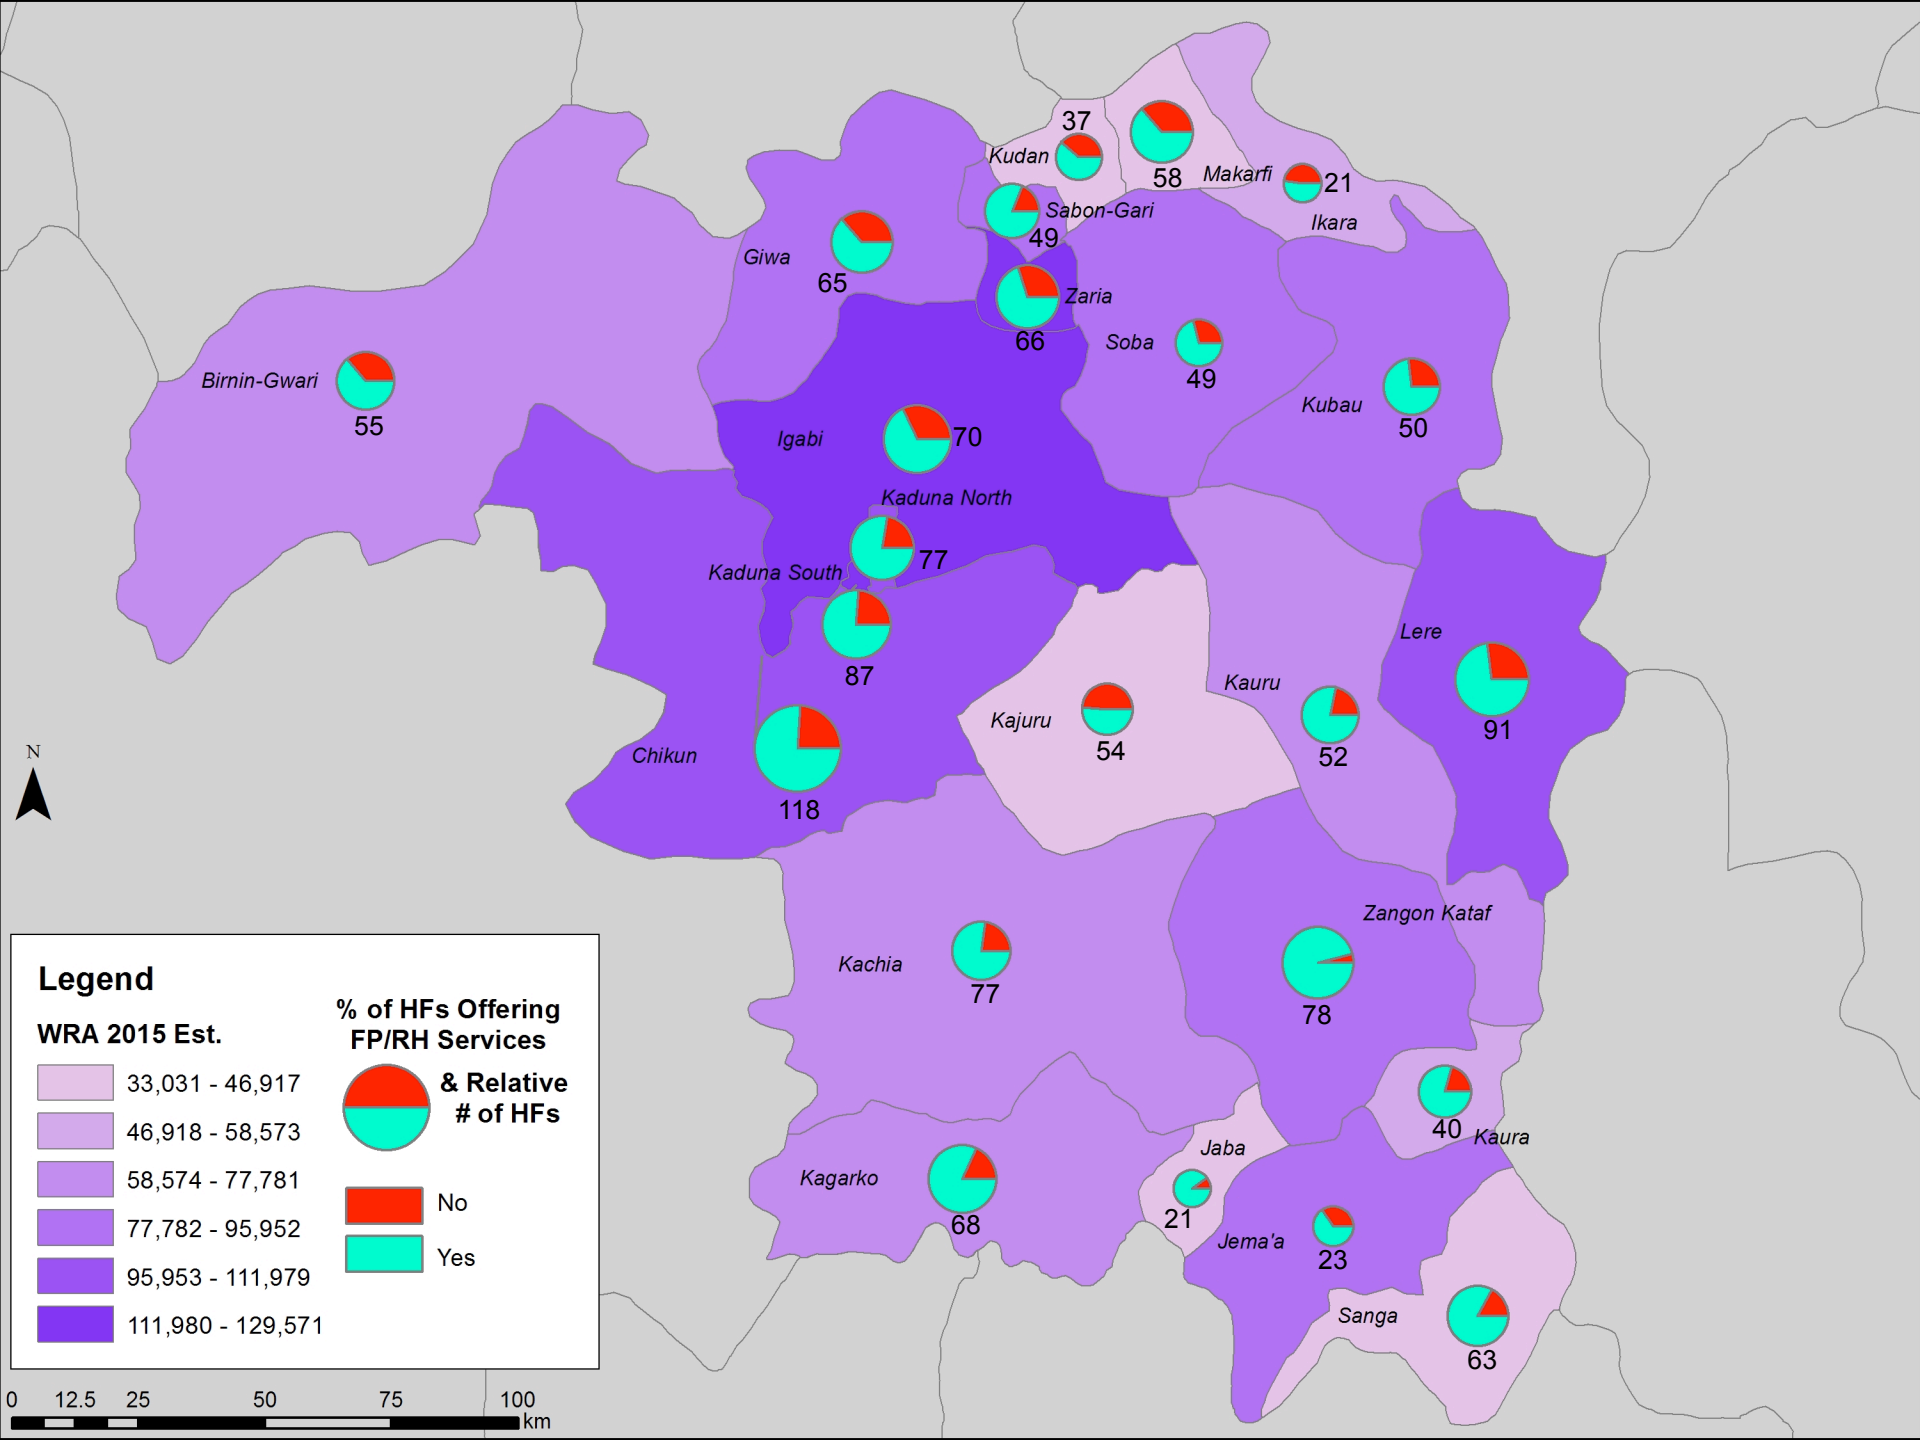 37
Kudan
58
Makarfi
21
Ikara
Sabon-Gari
49
Giwa
65
Zaria
66
Soba
49
Birnin-Gwari
55
Kubau
50
Igabi
70
Kaduna North
77
Kaduna South
87
Lere
91
Kauru
52
Kajuru
54
Chikun
118
N
Zangon Kataf
78
Kachia
77
40
Kaura
Jaba
21
Kagarko
68
Jema'a
23
Sanga
63
Legend
WRA 2015 Est.
33,031 - 46,917
46,918 - 58,573
58,574 - 77,781
77,782 - 95,952
95,953 - 111,979
111,980 - 129,571
% of HFs Offering
FP/RH Services
& Relative
# of HFs
No
Yes
0 12.5 25 50 75 100
km